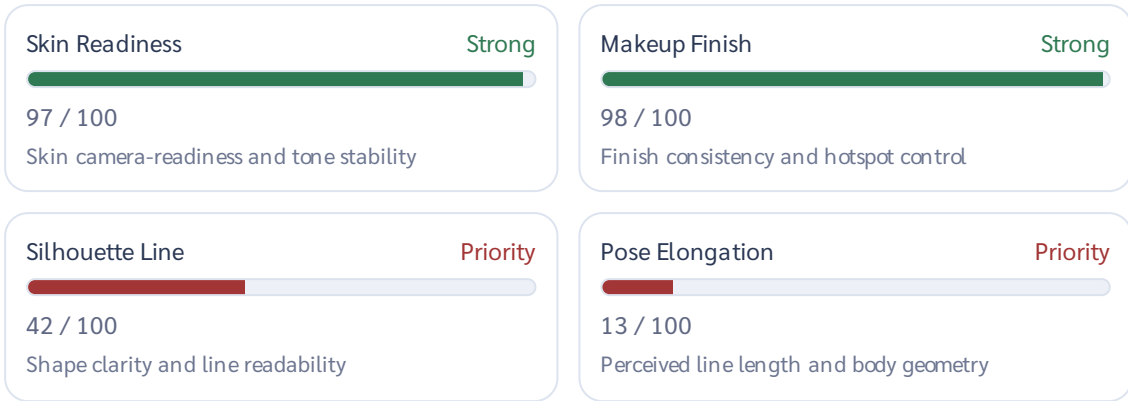 Skin Readiness Strong
97 / 100
Skin camera-readiness and tone stability
Makeup Finish Strong
98 / 100
Finish consistency and hotspot control
Silhouette Line Priority
42 / 100
Shape clarity and line readability
Pose Elongation Priority
13 / 100
Perceived line length and body geometry